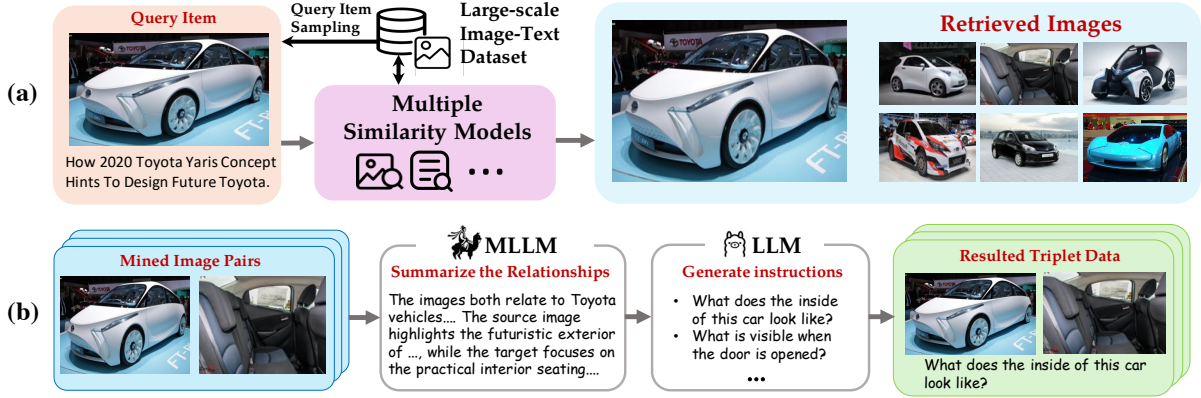 (a)
Query Item
TOYOTA
FT-B
How 2020 Toyota Yaris Concept
Hints To Design Future Toyota.
Query Item
Sampling
Large-scale
Image-Text
Dataset
Multiple
Similarity Models
...
TOYOTA
FT-B
Retrieved Images
(b)
Mined Image Pairs
MLLM
Summarize the Relationships
The images both relate to Toyota
vehicles.... The source image
highlights the futuristic exterior
of ..., while the target focuses on
the practical interior seating....
LLM
Generate instructions
• What does the inside
of this car look like?
• What is visible when
the door is opened?
...
Resulted Triplet Data
What does the inside of this car
look like?